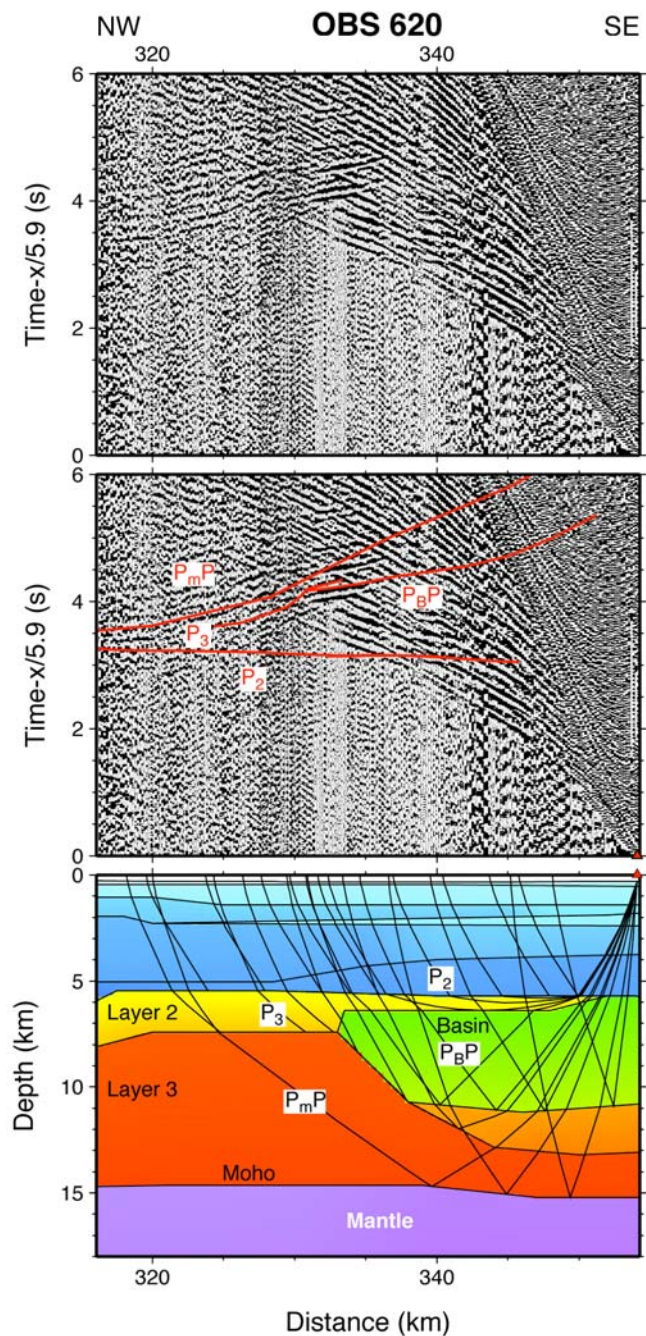 NW OBS 620 SE
320 340
6
4
2
0
Time-x/5.9 (s)
6
4
2
0
Time-x/5.9 (s)
PmP
P3
PBP
P2
0
5
10
15
Depth (km)
P2
Layer 2
P3
Basin
PBP
Layer 3
PmP
Moho
Mantle
320 340
Distance (km)